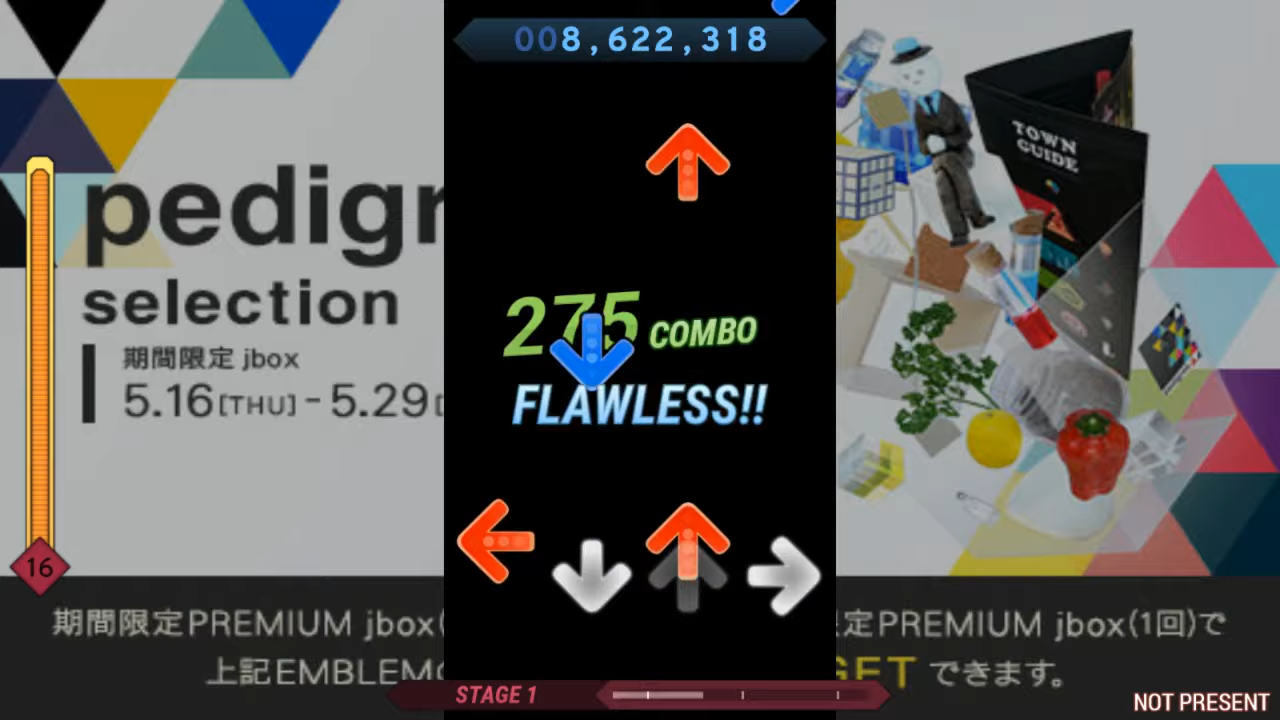 008,622,318
pedigr
selection
期間限定 jbox
5.16[THU] - 5.29[
TOWN
GUIDE
275 COMBO
FLAWLESS!!
16
期間限定PREMIUM jbox(
定PREMIUM jbox(1回)で
上記EMBLEM
GET できます。
STAGE 1
NOT PRESENT